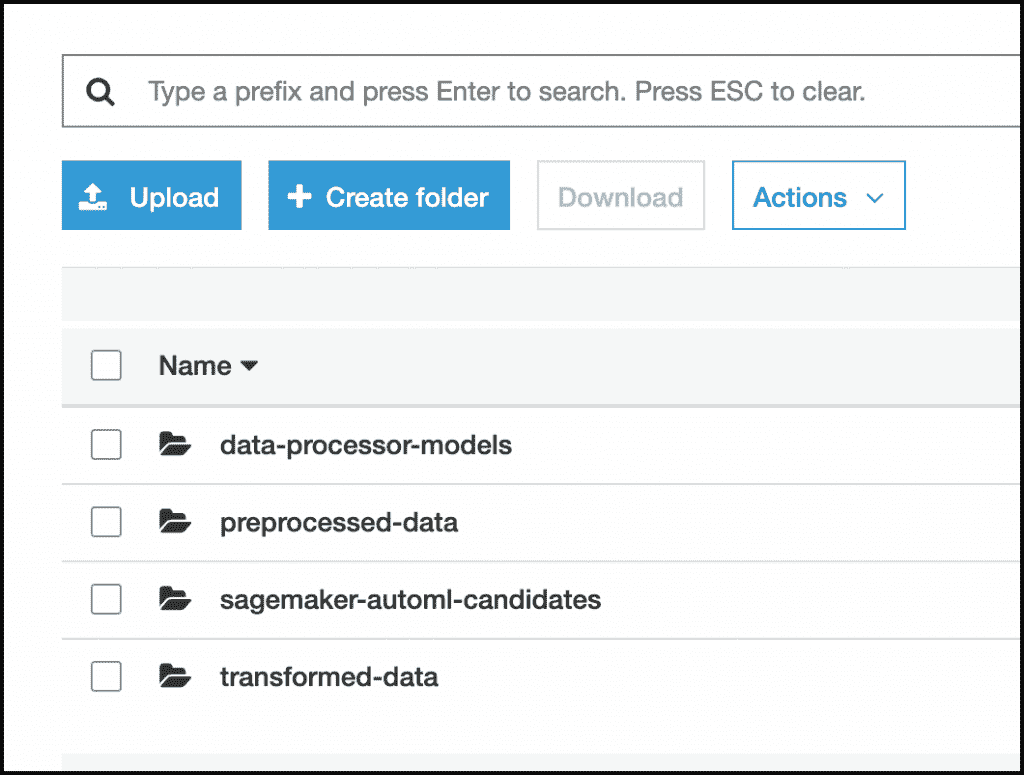 Type a prefix and press Enter to search. Press ESC to clear.
Upload Create folder Download Actions
Name
data-processor-models
preprocessed-data
sagemaker-automl-candidates
transformed-data